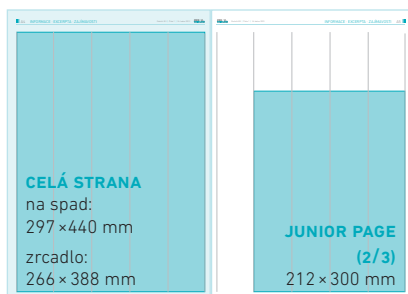 CELÁ STRANA
na spad:
297 × 440 mm
zrcadlo:
266 × 388 mm
JUNIOR PAGE
(2/3)
212 × 300 mm